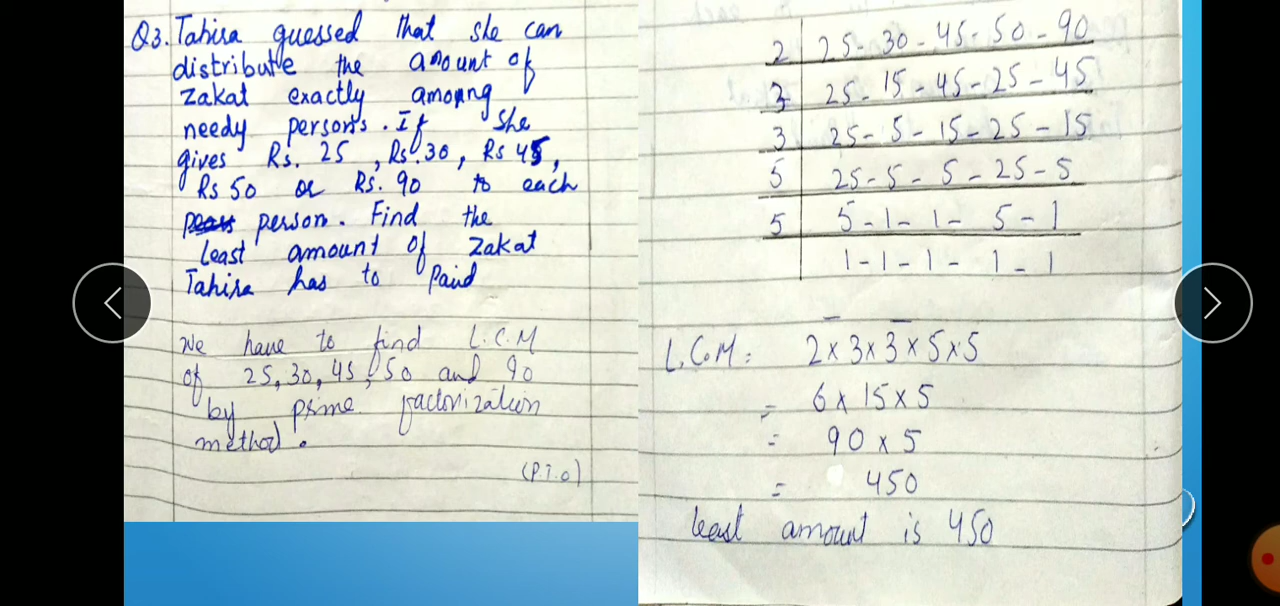 Q3. Tahira guessed that she can
distribute the amount of
zakat exactly among
needy persons. If she
gives Rs. 25, Rs. 30, Rs 45,
Rs 50 or Rs. 90 to each
person. Find the
Least amount of Zakat
Tahira has to Paid
We have to find L.C.M
of 25, 30, 45, 50 and 90
by prime factorization
method.
(P.T.O)
2 | 25 - 30 - 45 - 50 - 90
3 | 25 - 15 - 45 - 25 - 45
3 | 25 - 5 - 15 - 25 - 15
5 | 25 - 5 - 5 - 25 - 5
5 | 5 - 1 - 1 - 5 - 1
| 1 - 1 - 1 - 1 - 1
L.C.M = 2 x 3 x 3 x 5 x 5
= 6 x 15 x 5
= 90 x 5
= 450
least amount is 450